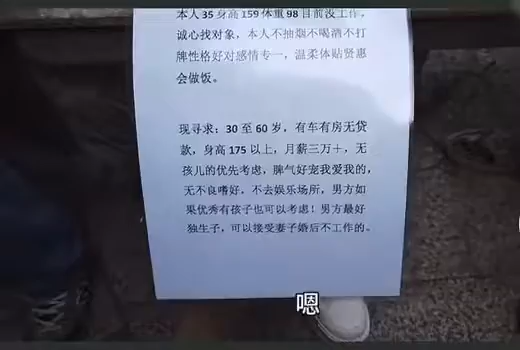 本人35身高159体重98目前没工作，
诚心找对象，本人不抽烟不喝酒不打
牌性格好对感情专一，温柔体贴贤惠
会做饭。
现寻求：30至60岁，有车有房无贷
款，身高175以上，月薪三万+，无
孩儿的优先考虑，脾气好宠我爱我的，
无不良嗜好，不去娱乐场所，男方如
果优秀有孩子也可以考虑！男方最好
独生子，可以接受妻子婚后不工作的。
嗯